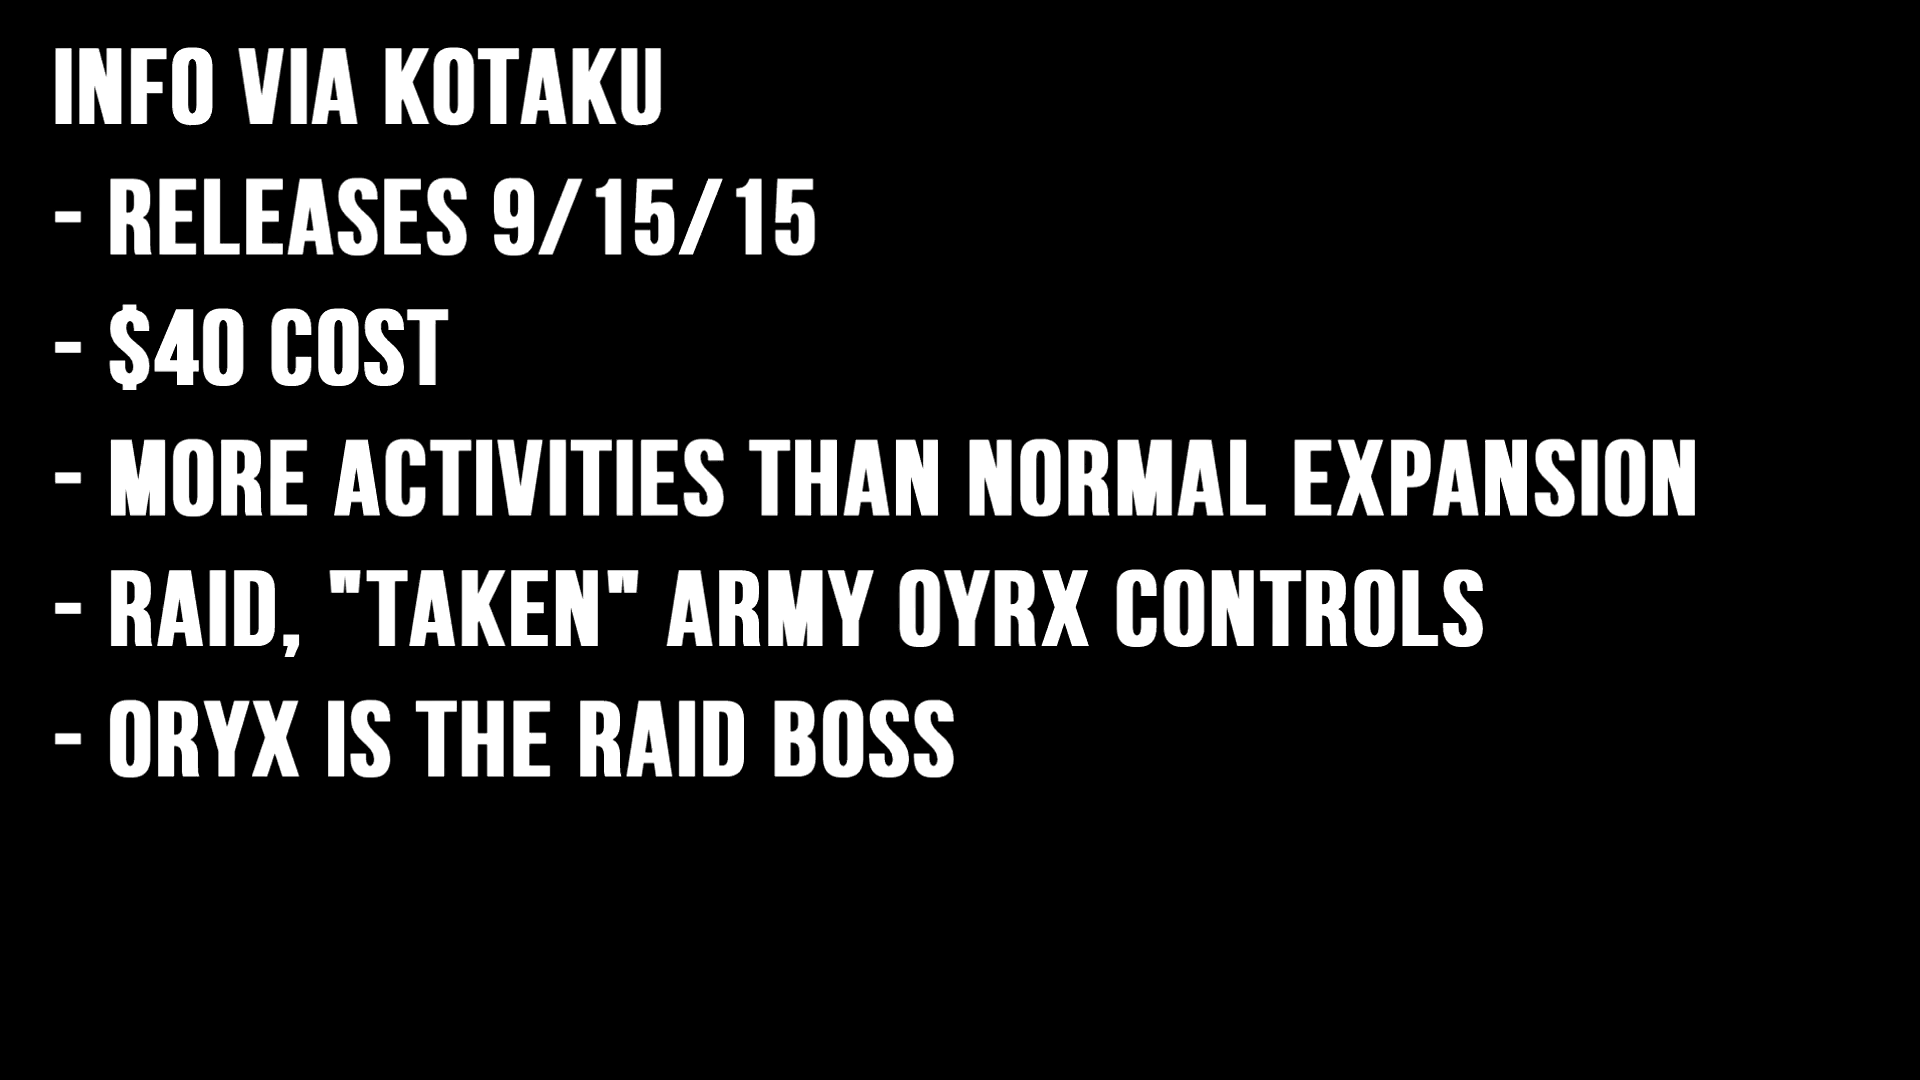 INFO VIA KOTAKU
- RELEASES 9/15/15
- $40 COST
- MORE ACTIVITIES THAN NORMAL EXPANSION
- RAID, "TAKEN" ARMY OYRX CONTROLS
- ORYX IS THE RAID BOSS